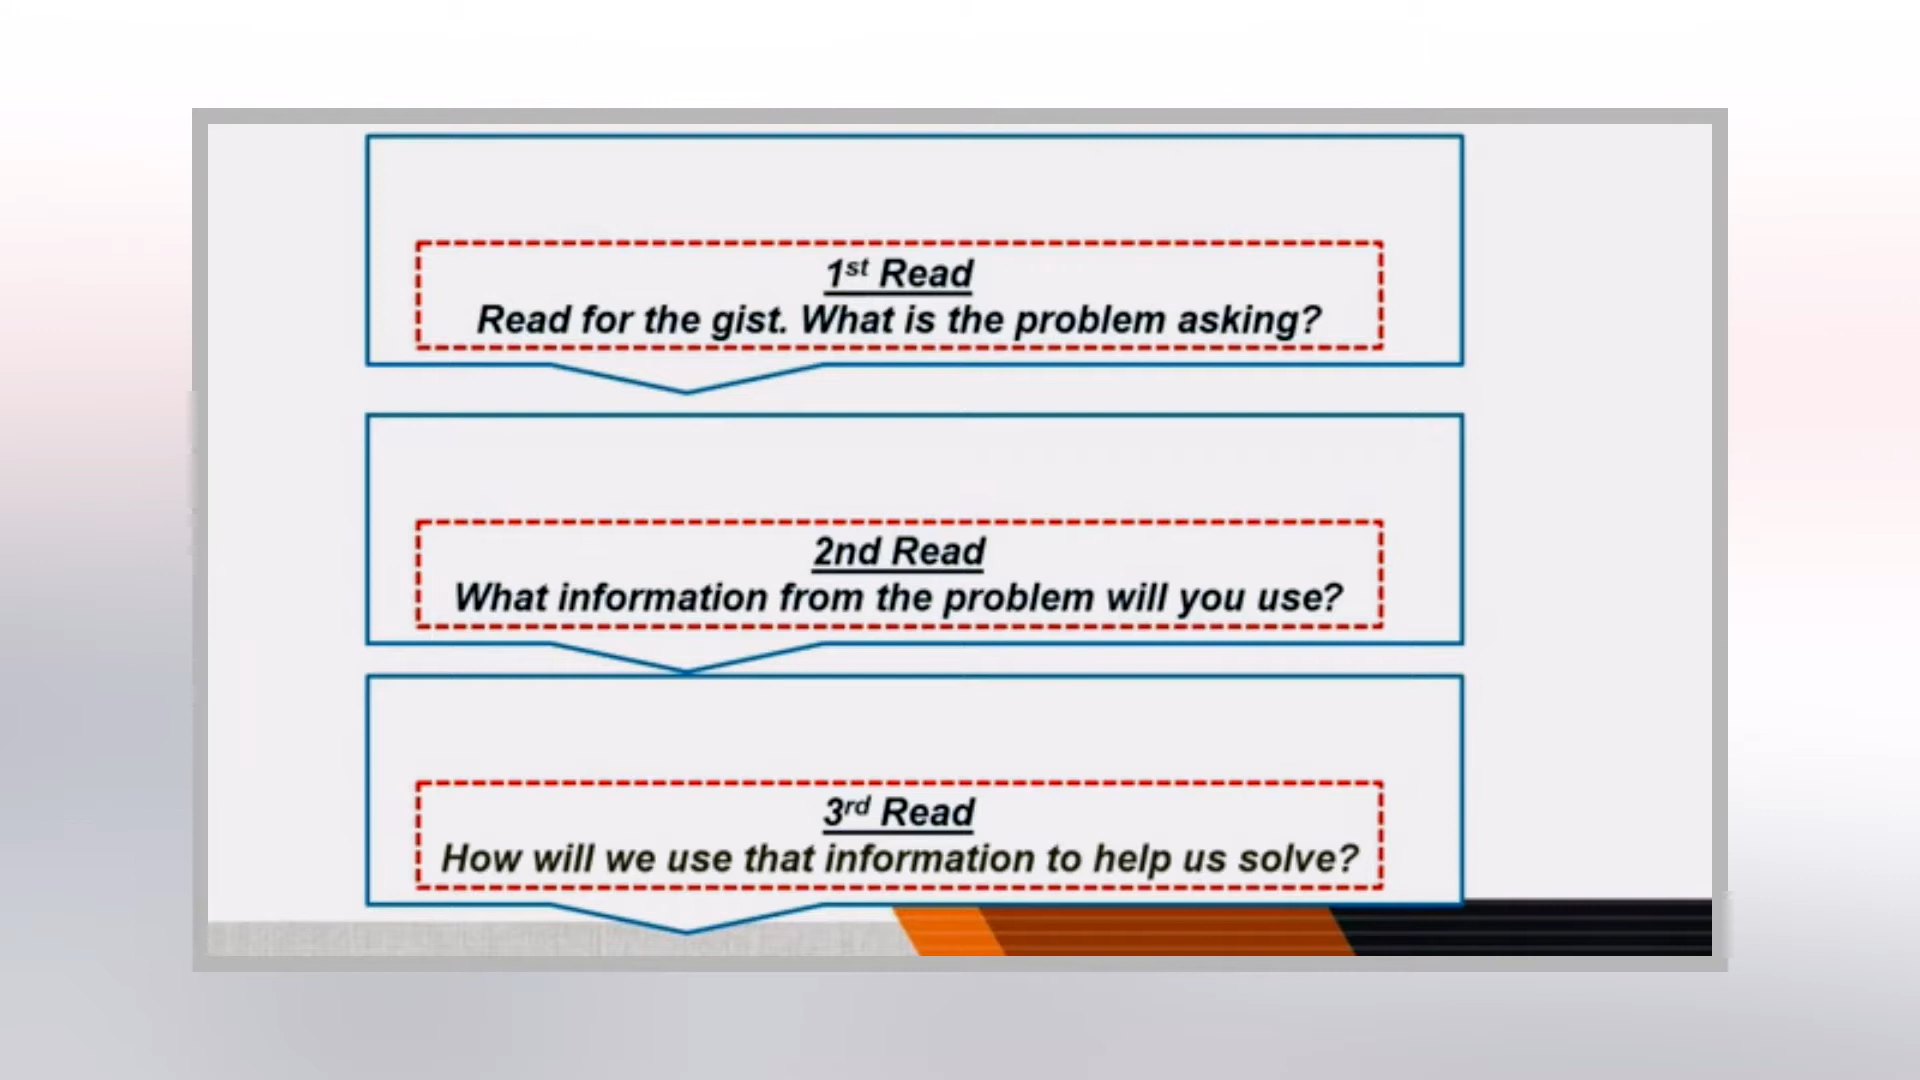 1st Read
Read for the gist. What is the problem asking?
2nd Read
What information from the problem will you use?
3rd Read
How will we use that information to help us solve?